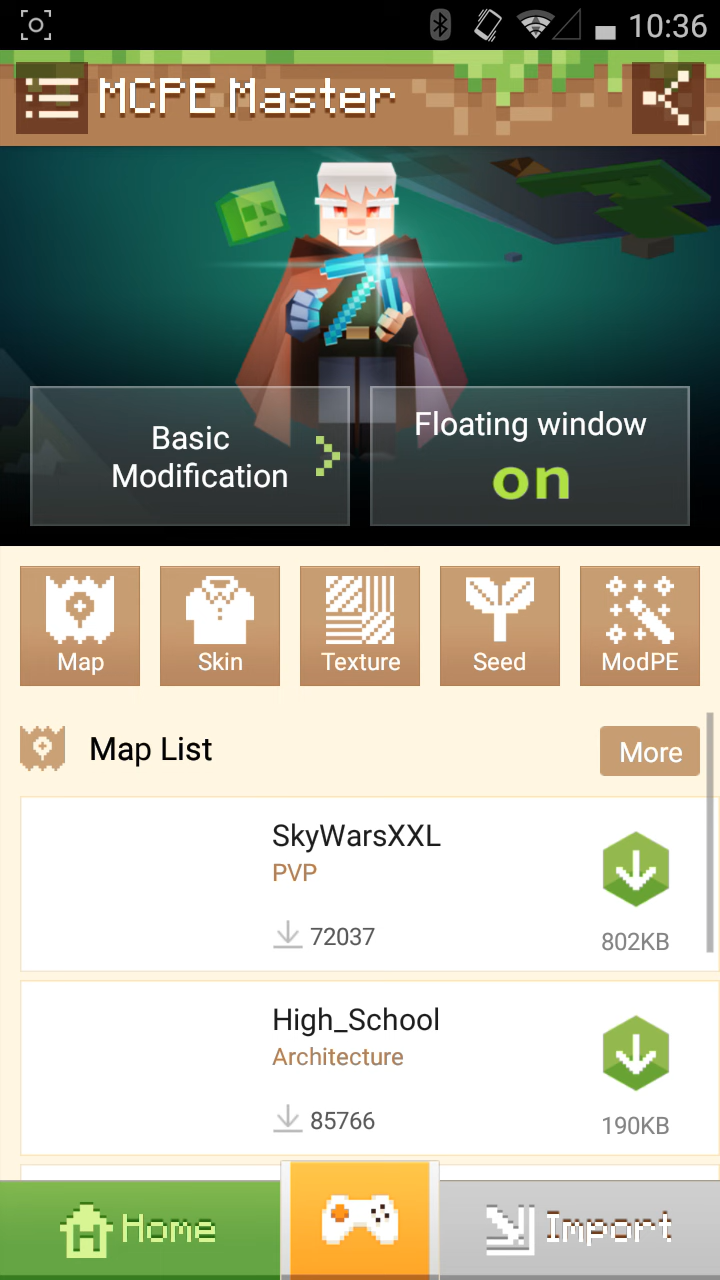 10:36
MCPE Master
Basic
Modification
Floating window
on
Map
Skin
Texture
Seed
ModPE
Map List
More
SkyWarsXXL
PVP
72037
802KB
High_School
Architecture
85766
190KB
Home
Import